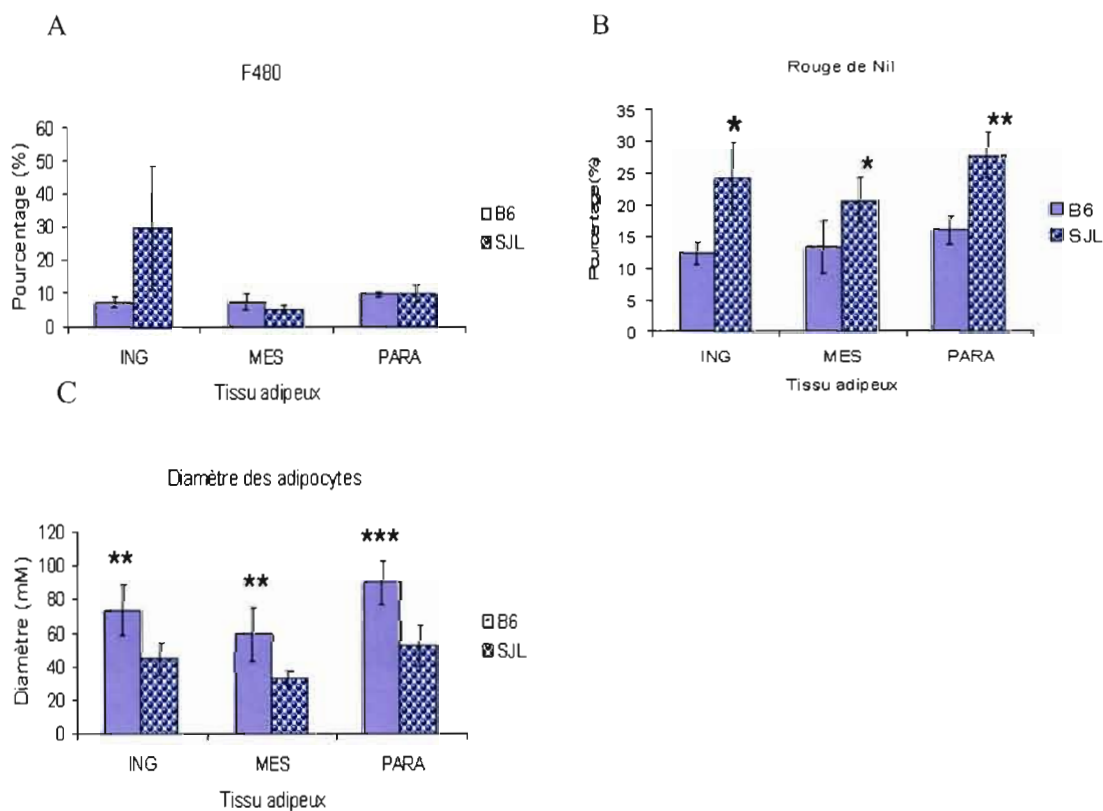 A
F480
Pourcentage (%)
60
50
40
30
20
10
0
ING MES PARA
Tissu adipeux
B6
SJL
B
Rouge de Nil
Pourcentage (%)
35
30
25
20
15
10
5
0
* * **
ING MES PARA
Tissu adipeux
B6
SJL
C
Diamètre des adipocytes
Diamètre (mM)
120
100
80
60
40
20
0
** ** ***
ING MES PARA
Tissu adipeux
B6
SJL